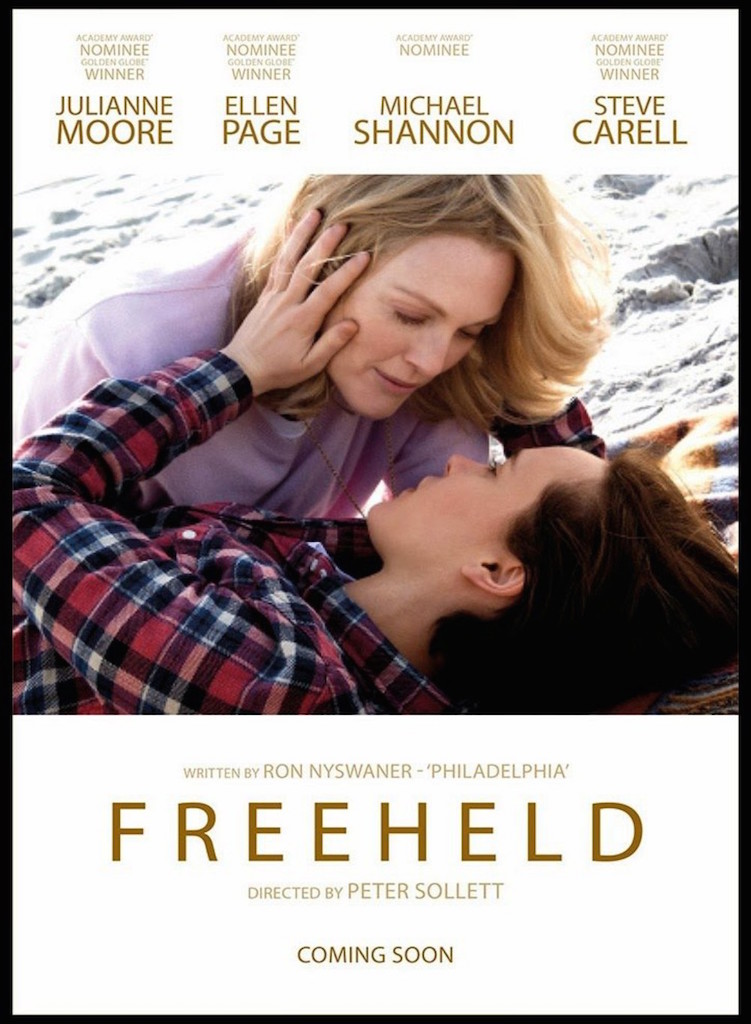 ACADEMY AWARD®
NOMINEE
GOLDEN GLOBE®
WINNER
JULIANNE
MOORE
ACADEMY AWARD®
NOMINEE
GOLDEN GLOBE®
WINNER
ELLEN
PAGE
ACADEMY AWARD®
NOMINEE
MICHAEL
SHANNON
ACADEMY AWARD®
NOMINEE
GOLDEN GLOBE®
WINNER
STEVE
CARELL
WRITTEN BY RON NYSWANER - 'PHILADELPHIA'
FREEHELD
DIRECTED BY PETER SOLLETT
COMING SOON